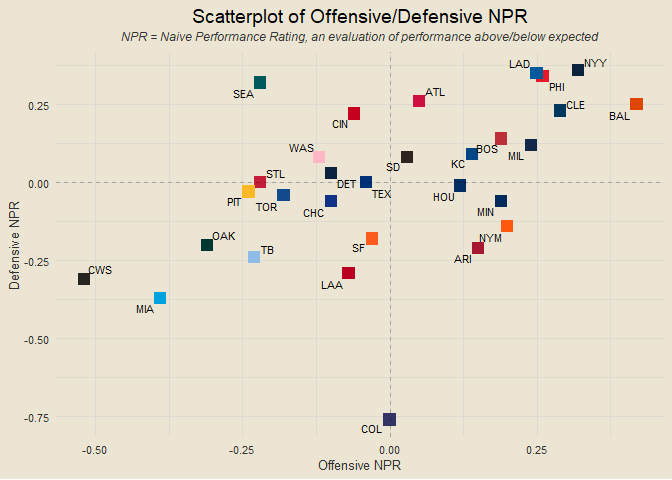 Scatterplot of Offensive/Defensive NPR
NPR = Naive Performance Rating, an evaluation of performance above/below expected
LAD
NYY
PHI
SEA
ATL
CLE
BAL
0.25
CIN
WAS
BOS
MIL
SD
KC
STL
DET
TEX
0.00
PIT
TOR
CHC
HOU
MIN
OAK
TB
SF
NYM
ARI
-0.25
CWS
LAA
MIA
-0.50
-0.75
COL
Defensive NPR
-0.50
-0.25
0.00
0.25
Offensive NPR